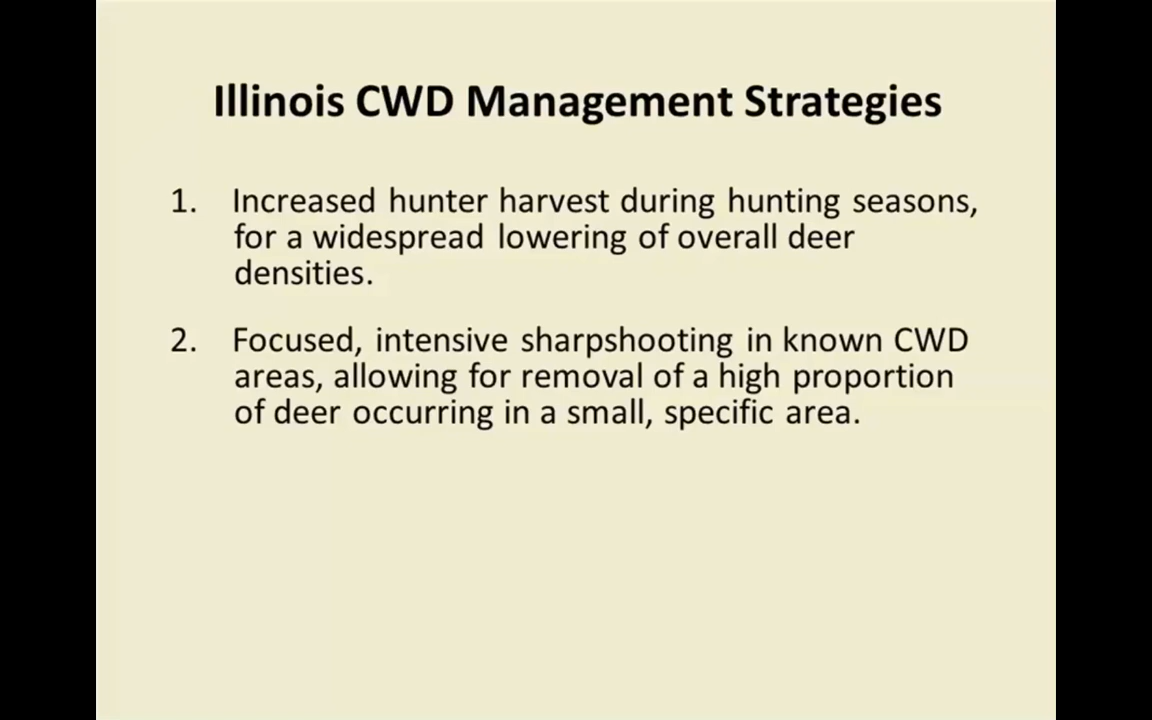 Illinois CWD Management Strategies
1. Increased hunter harvest during hunting seasons,
for a widespread lowering of overall deer
densities.
2. Focused, intensive sharpshooting in known CWD
areas, allowing for removal of a high proportion
of deer occurring in a small, specific area.